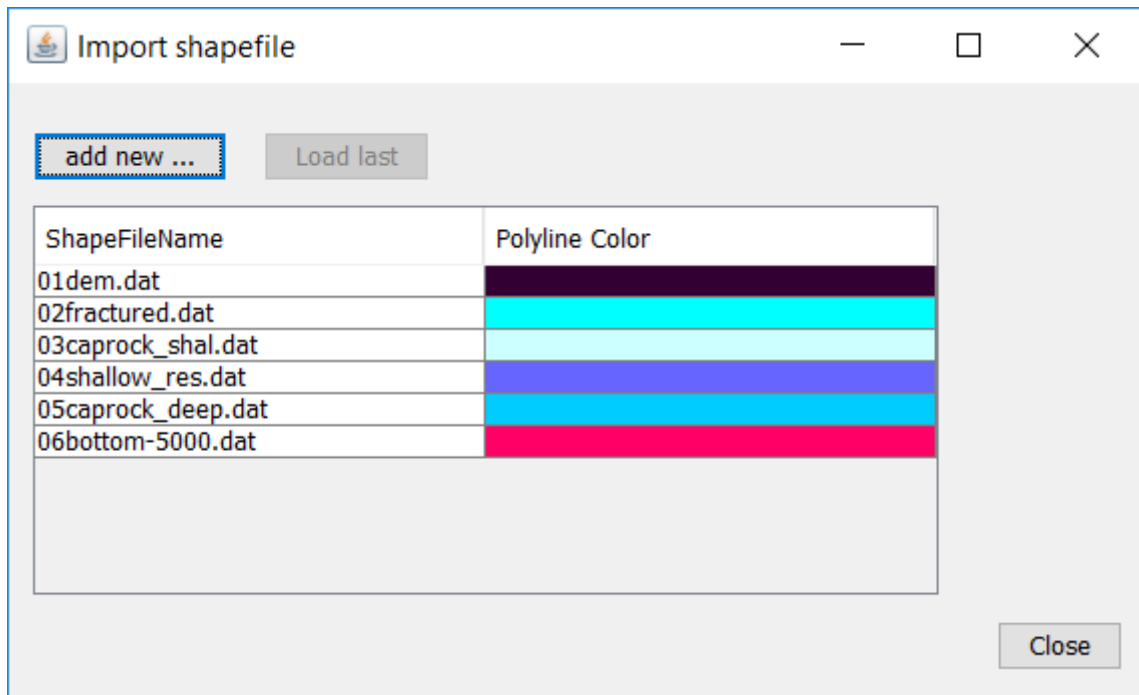 Import shapefile
add new ... Load last
ShapeFileName Polyline Color
01dem.dat
02fractured.dat
03caprock_shal.dat
04shallow_res.dat
05caprock_deep.dat
06bottom-5000.dat
Close